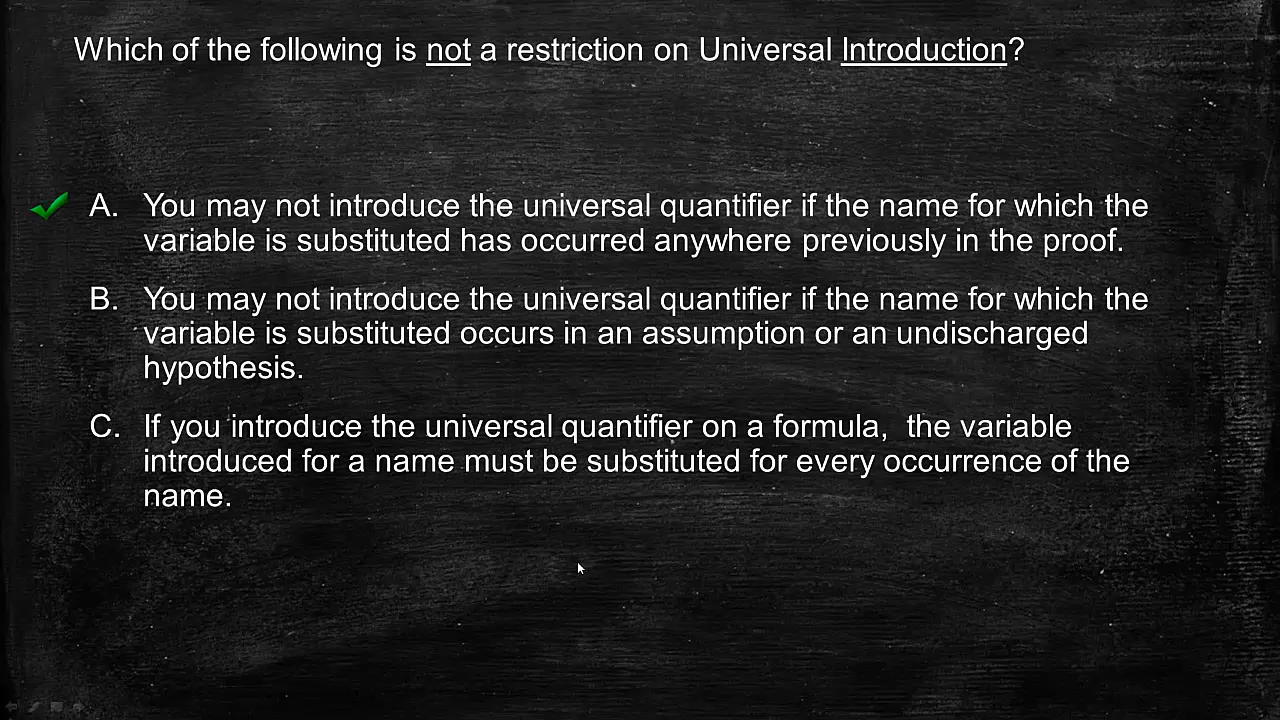 Which of the following is not a restriction on Universal Introduction?
A. You may not introduce the universal quantifier if the name for which the
variable is substituted has occurred anywhere previously in the proof.
B. You may not introduce the universal quantifier if the name for which the
variable is substituted occurs in an assumption or an undischarged
hypothesis.
C. If you introduce the universal quantifier on a formula,  the variable
introduced for a name must be substituted for every occurrence of the
name.